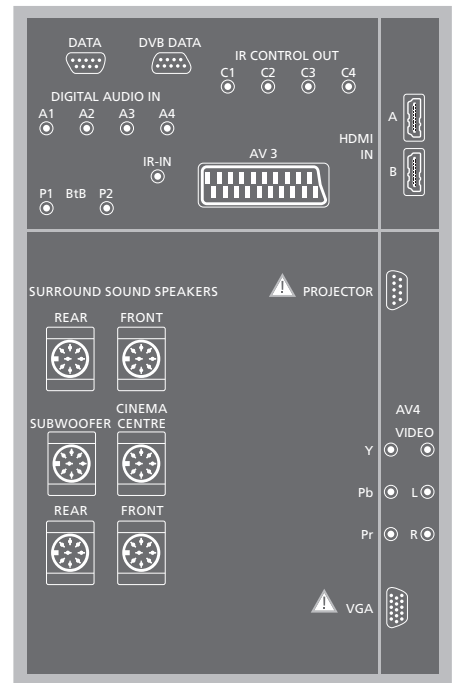 DATA DVB DATA
IR CONTROL OUT
C1 C2 C3 C4
DIGITAL AUDIO IN
A1 A2 A3 A4
A
HDMI
IN
IR-IN
AV 3
B
P1 BtB P2
! PROJECTOR
SURROUND SOUND SPEAKERS
REAR FRONT
CINEMA
SUBWOOFER CENTRE
AV4
VIDEO
Y
Pb L
REAR FRONT
Pr R
! VGA